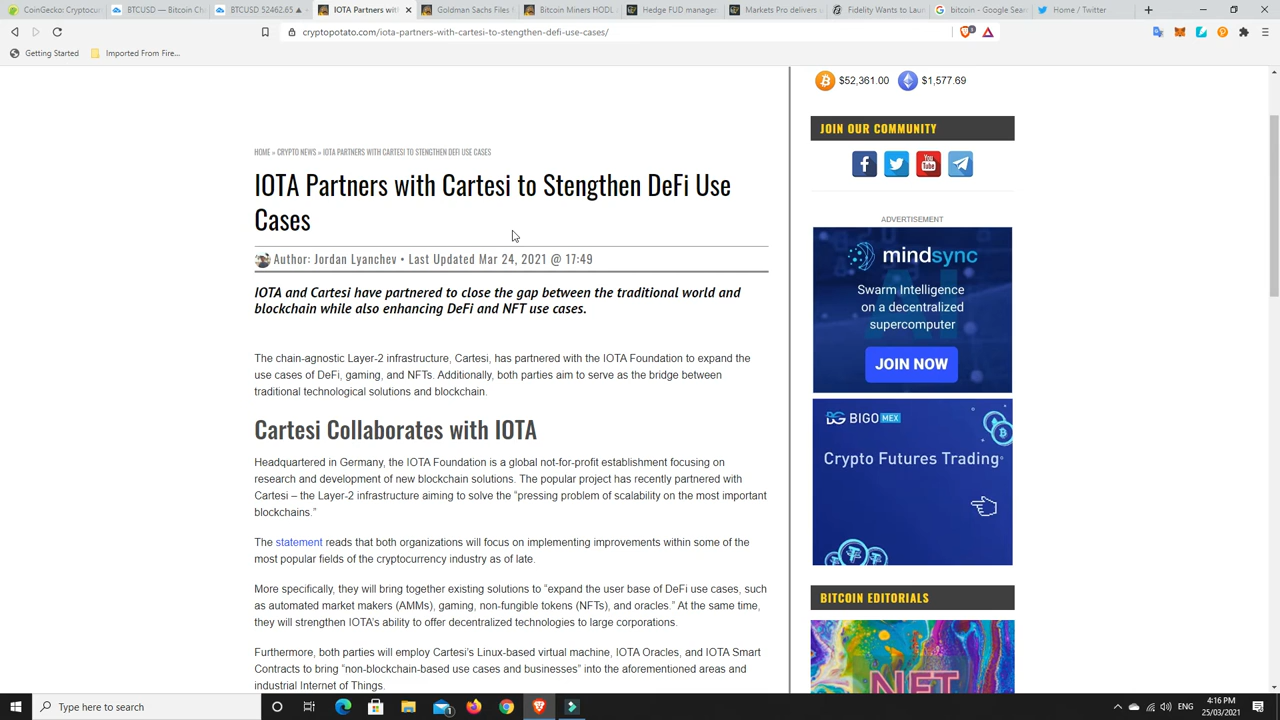 CoinGecko: Cryptocur
BTCUSD — Bitcoin Ch
BTCUSD 52462.65 ▲
IOTA Partners with C
Goldman Sachs Files
Bitcoin Miners HODL
Hedge FUD manager
Markets Pro delivers
Fidelity Wants to Laun
bitcoin - Google Sea
Home / Twitter
cryptopotato.com/iota-partners-with-cartesi-to-stengthen-defi-use-cases/
Getting Started
Imported From Fire...
$52,361.00
$1,577.69
JOIN OUR COMMUNITY
HOME » CRYPTO NEWS » IOTA PARTNERS WITH CARTESI TO STENGTHEN DEFI USE CASES
IOTA Partners with Cartesi to Stengthen DeFi Use
Cases
Author: Jordan Lyanchev • Last Updated Mar 24, 2021 @ 17:49
IOTA and Cartesi have partnered to close the gap between the traditional world and
blockchain while also enhancing DeFi and NFT use cases.
The chain-agnostic Layer-2 infrastructure, Cartesi, has partnered with the IOTA Foundation to expand the
use cases of DeFi, gaming, and NFTs. Additionally, both parties aim to serve as the bridge between
traditional technological solutions and blockchain.
Cartesi Collaborates with IOTA
Headquartered in Germany, the IOTA Foundation is a global not-for-profit establishment focusing on
research and development of new blockchain solutions. The popular project has recently partnered with
Cartesi – the Layer-2 infrastructure aiming to solve the “pressing problem of scalability on the most important
blockchains.”
The statement reads that both organizations will focus on implementing improvements within some of the
most popular fields of the cryptocurrency industry as of late.
More specifically, they will bring together existing solutions to “expand the user base of DeFi use cases, such
as automated market makers (AMMs), gaming, non-fungible tokens (NFTs), and oracles.” At the same time,
they will strengthen IOTA’s ability to offer decentralized technologies to large corporations.
Furthermore, both parties will employ Cartesi’s Linux-based virtual machine, IOTA Oracles, and IOTA Smart
Contracts to bring “non-blockchain-based use cases and businesses” into the aforementioned areas and
industrial Internet of Things.
You Tube
ADVERTISEMENT
mindsync
Swarm Intelligence
on a decentralized
supercomputer
JOIN NOW
BIGO MEX
Crypto Futures Trading
BITCOIN EDITORIALS
NFT
Type here to search
ENG
4:16 PM
25/03/2021